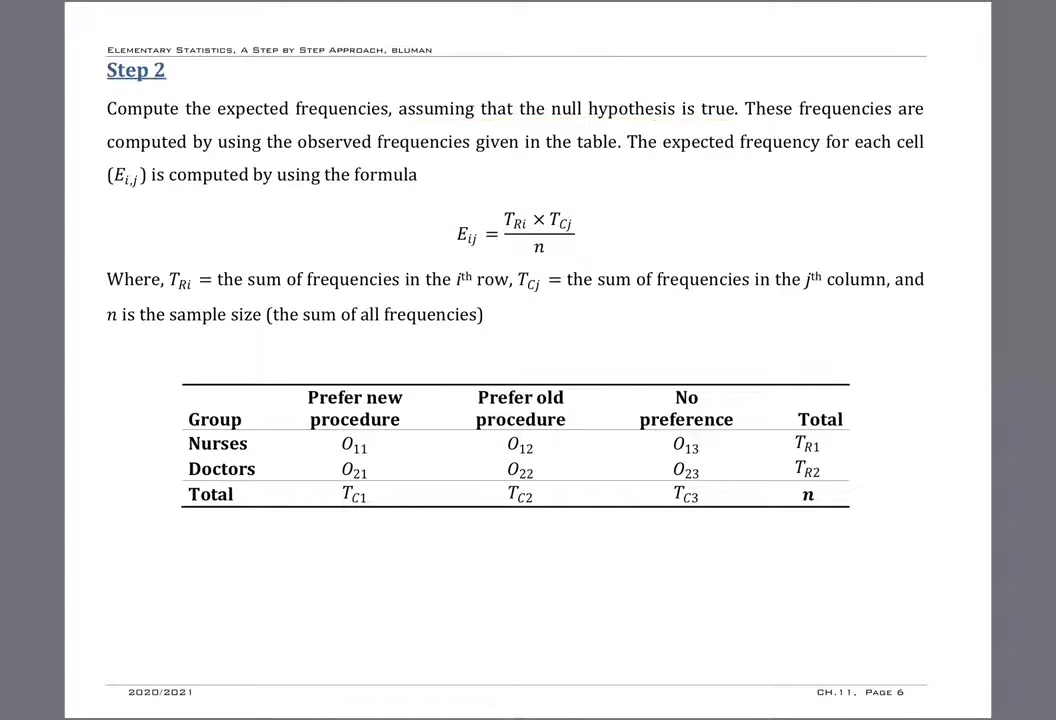 ELEMENTARY STATISTICS, A STEP BY STEP APPROACH, BLUMAN
Step 2
Compute the expected frequencies, assuming that the null hypothesis is true. These frequencies are
computed by using the observed frequencies given in the table. The expected frequency for each cell
(E_{i,j}) is computed by using the formula
E_{ij} = \frac{T_{Ri} × T_{Cj}}{n}
Where, T_{Ri} = the sum of frequencies in the i^{th} row, T_{Cj} = the sum of frequencies in the j^{th} column, and
n is the sample size (the sum of all frequencies)
Prefer new Prefer old No
Group procedure procedure preference Total
Nurses O_{11} O_{12} O_{13} T_{R1}
Doctors O_{21} O_{22} O_{23} T_{R2}
Total T_{C1} T_{C2} T_{C3} n
2020/2021 CH.11, PAGE 6